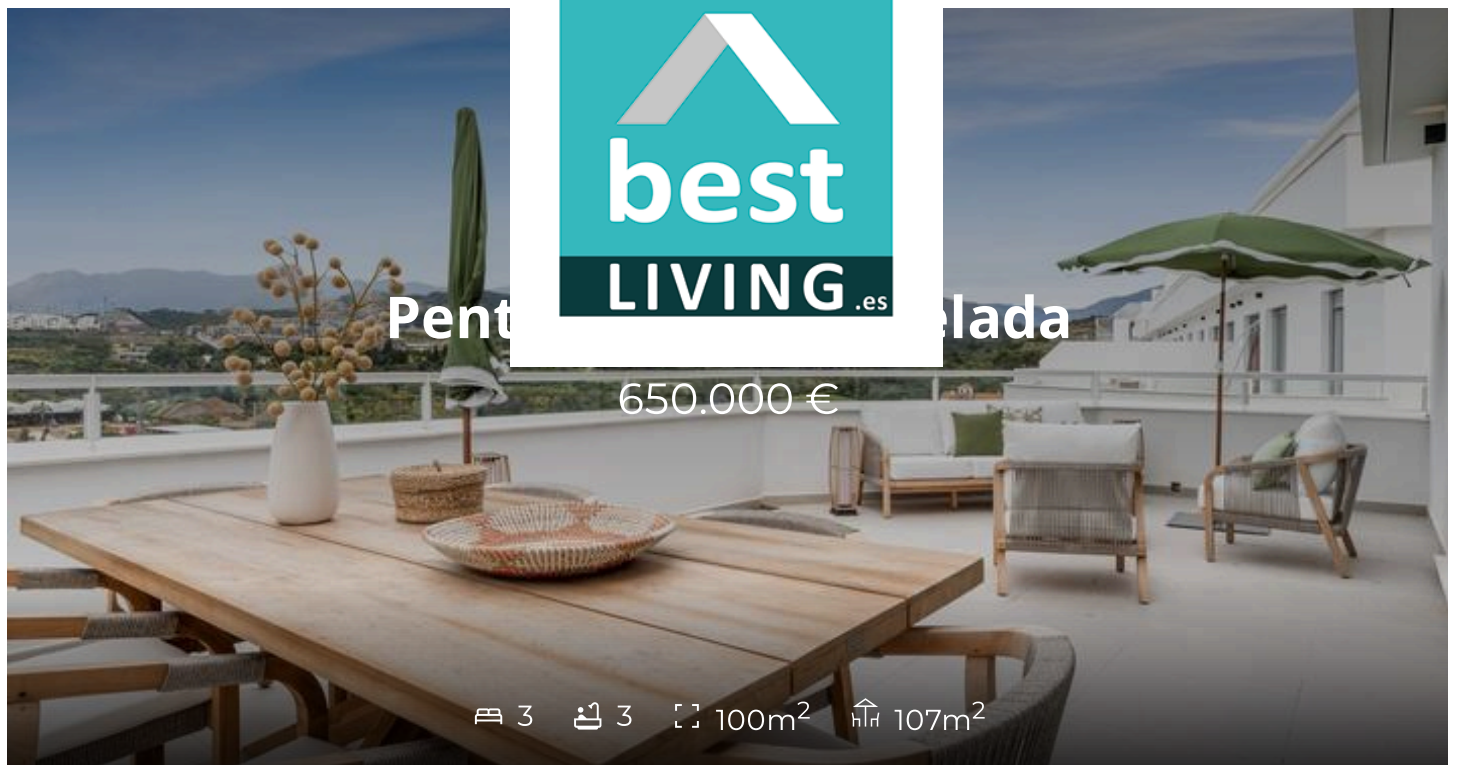 best
LIVING.es
Pent elada
650.000 €
3 3 100m² 107m²